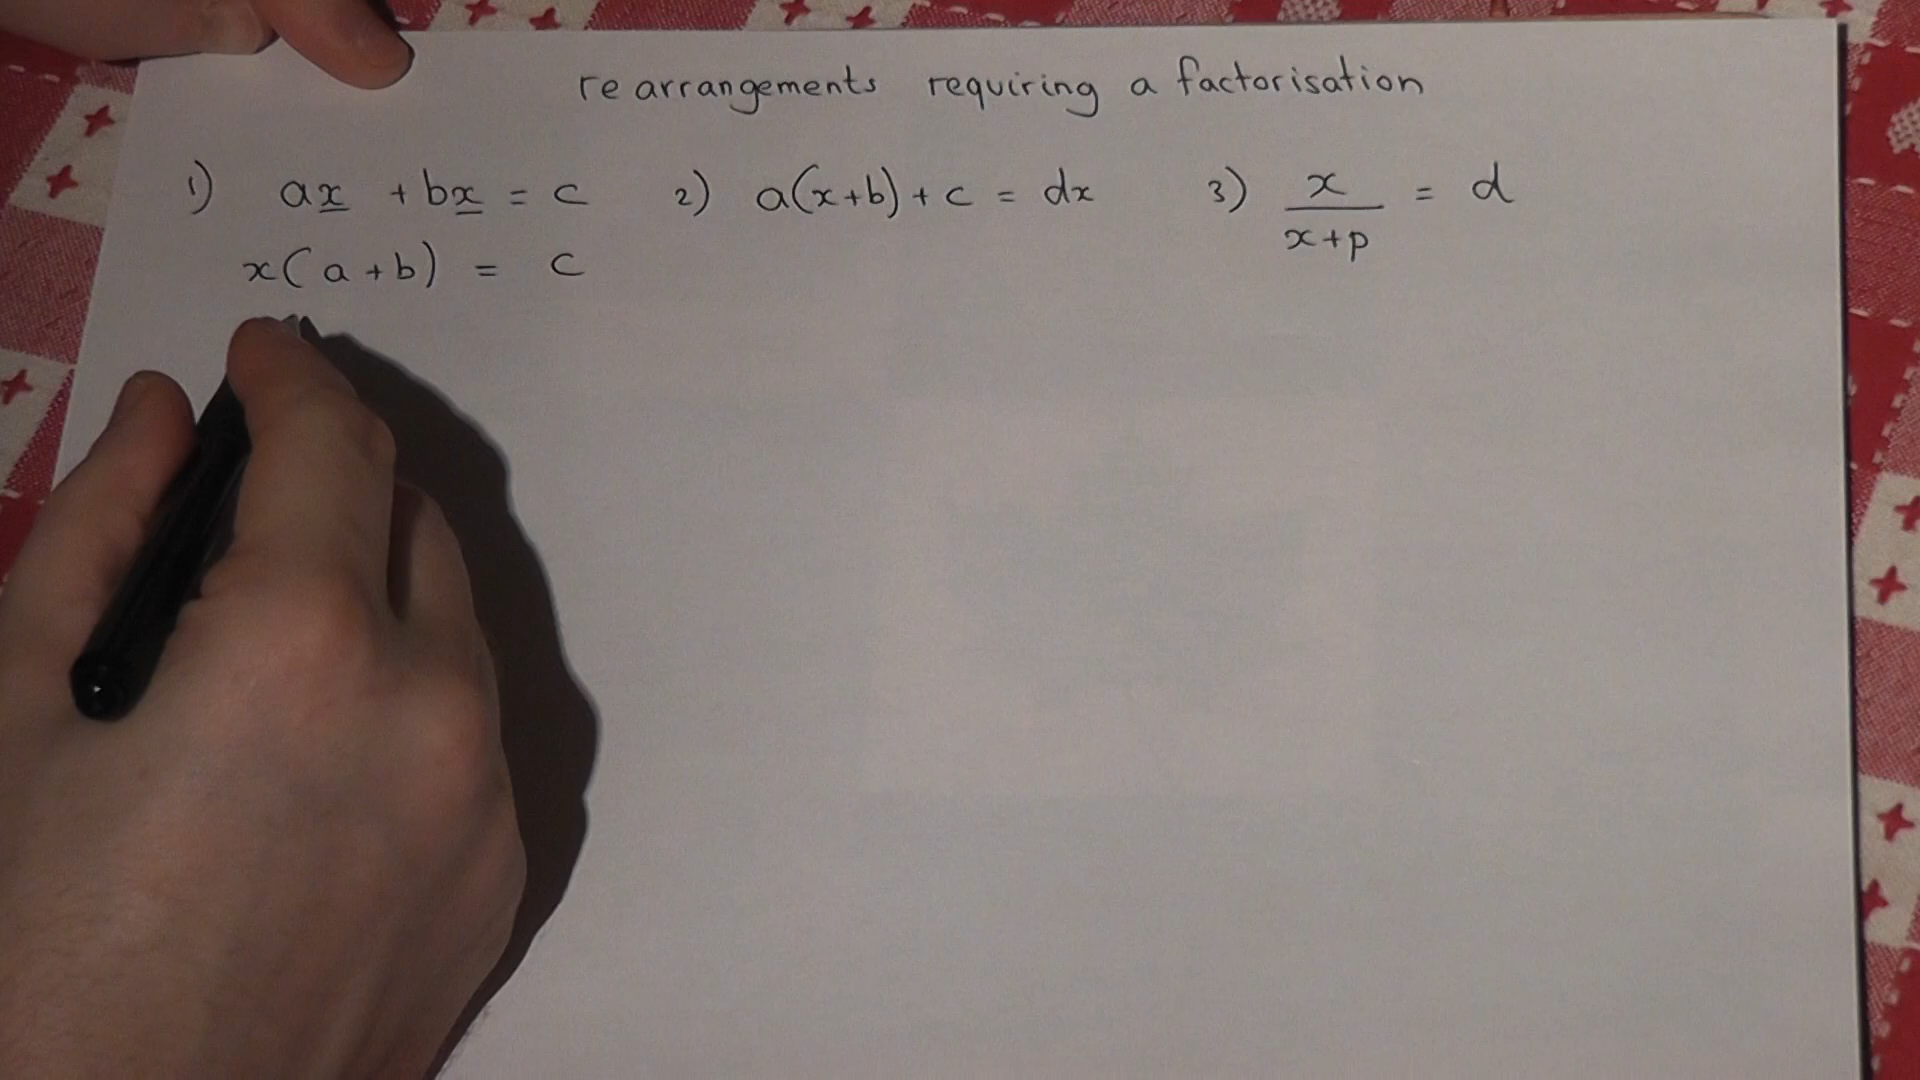 rearrangements requiring a factorisation
1) ax + bx = c 2) a(x+b) + c = dx 3) x/(x+p) = d
x(a+b) = c